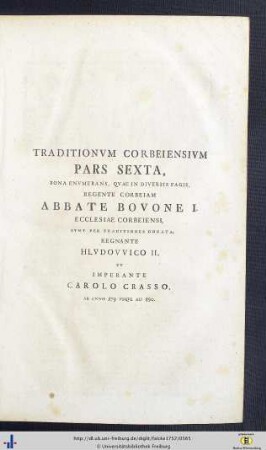 TRADITIONVM CORBEIENSIVM
PARS SEXTA,
BONA ENVMERANS, QVAE IN DIVERSIS PAGIS,
REGENTE CORBEIAM
ABBATE BOVONE I.
ECCLESIAE CORBEIENSI,
SVNT PER TRADITIONES DONATA,
REGNANTE
HLVDOVVICO II.
ET
IMPERANTE
CAROLO CRASSO,
AB ANNO 879 VSQVE AD 890.
http://dl.ub.uni-freiburg.de/diglit/falcke1752/0581
© Universitätsbibliothek Freiburg